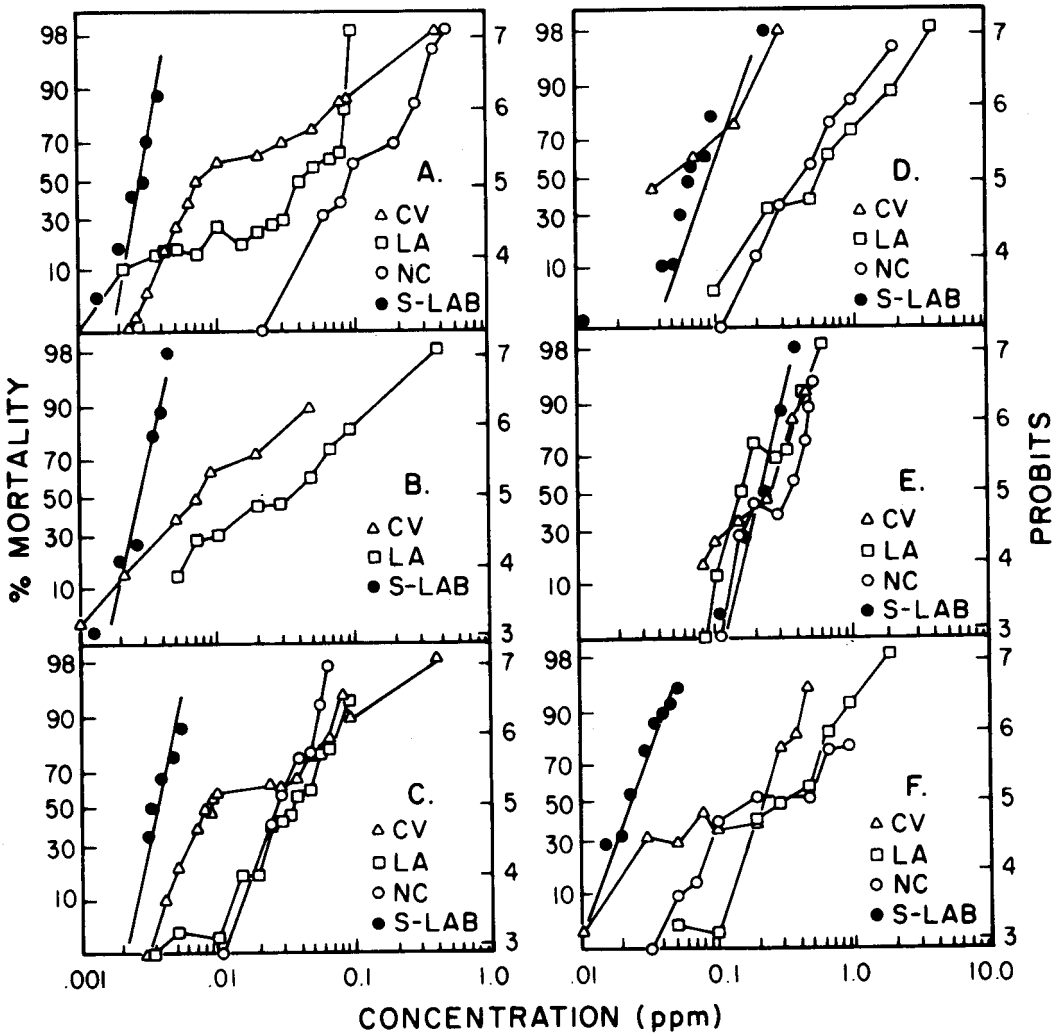 % MORTALITY
98
90
70
50
30
10
7
6
5
4
A.
CV
LA
NC
S-LAB
98
90
70
50
30
10
7
6
5
4
3
B.
CV
LA
S-LAB
98
90
70
50
30
10
7
6
5
4
3
C.
CV
LA
NC
S-LAB
.001
0.01
0.1
1.0
98
90
70
50
30
10
7
6
5
4
D.
CV
LA
NC
S-LAB
98
90
70
50
30
10
7
6
5
4
3
E.
CV
LA
NC
S-LAB
98
90
70
50
30
10
7
6
5
4
3
F.
CV
LA
NC
S-LAB
.01
0.1
1.0
10.0
PROBITS
CONCENTRATION (ppm)